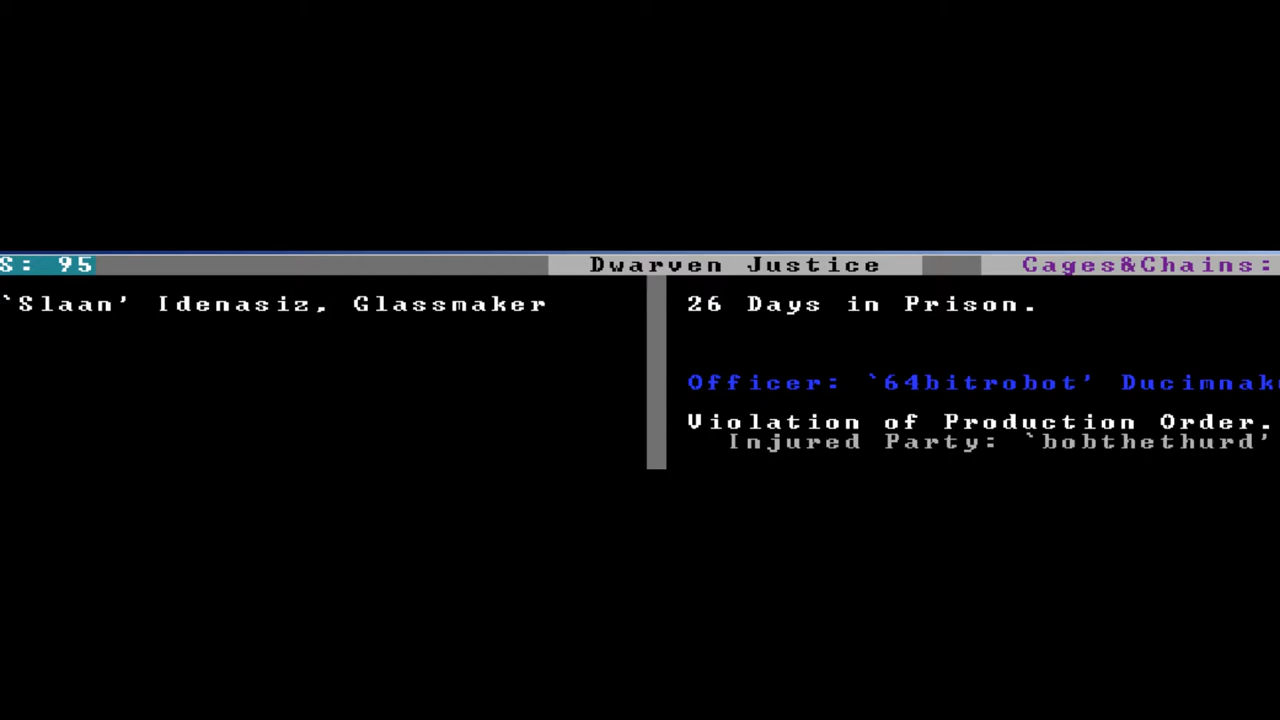 S: 95 Dwarven Justice Cages&Chains:
`Slaan' Idenasiz, Glassmaker
26 Days in Prison.
Officer: `64bitrobot' Ducimnak
Violation of Production Order.
Injured Party: `bobthethurd'